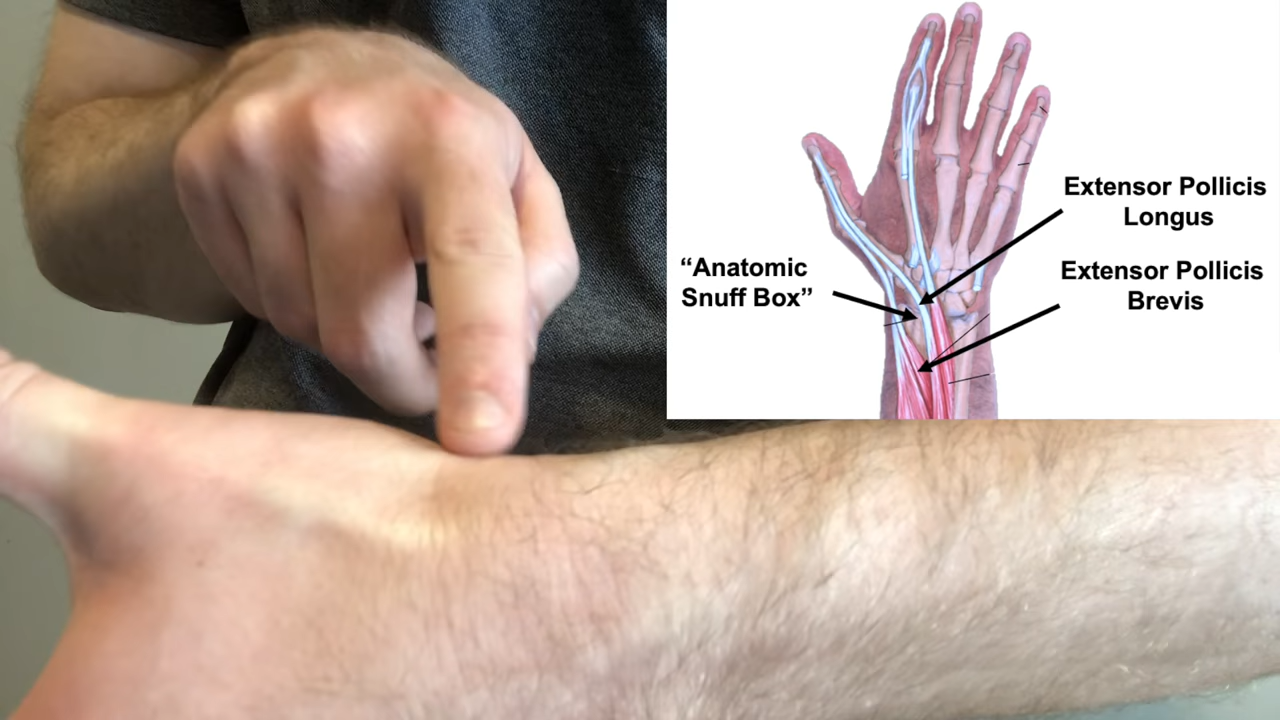 Extensor Pollicis
Longus
“Anatomic
Snuff Box”
Extensor Pollicis
Brevis